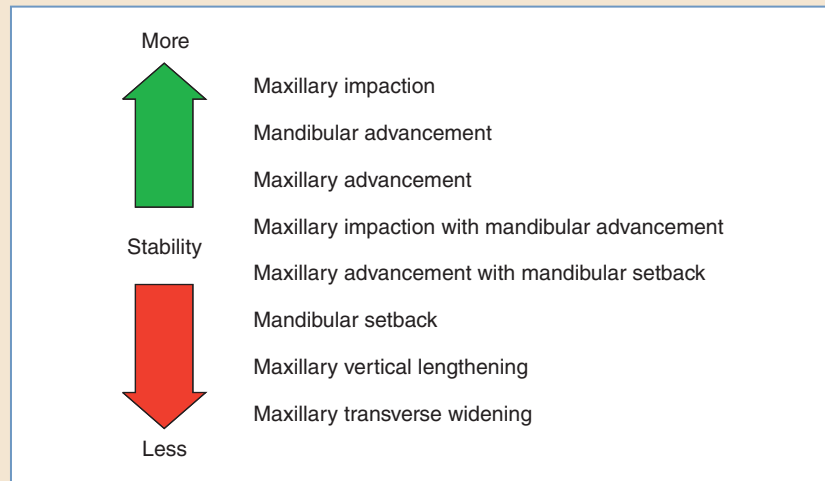 More
Maxillary impaction
Mandibular advancement
Maxillary advancement
Maxillary impaction with mandibular advancement
Stability
Maxillary advancement with mandibular setback
Mandibular setback
Maxillary vertical lengthening
Maxillary transverse widening
Less